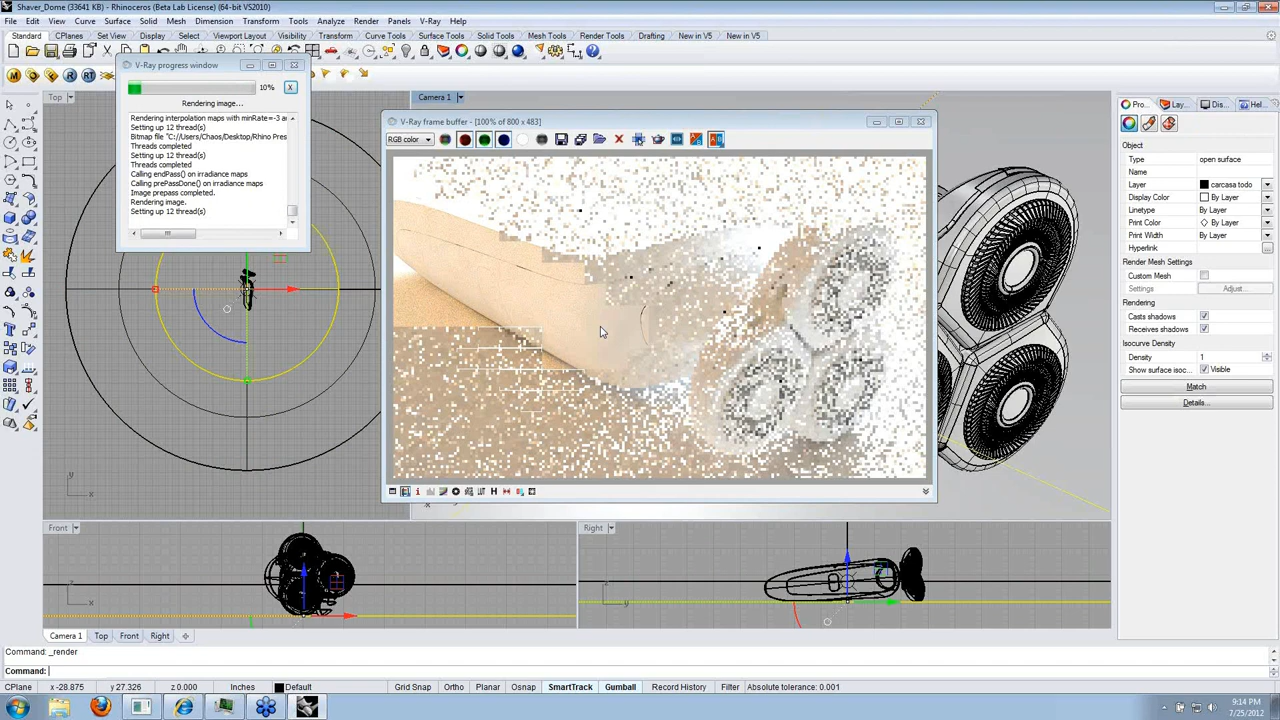 Shaver_Dome (33641 KB) - Rhinoceros (Beta Lab License) (64-bit VS2010)
File Edit View Curve Surface Solid Mesh Dimension Transform Tools Analyze Render Panels V-Ray Help
Standard CPlanes Set View Display Select Viewport Layout Visibility Transform Curve Tools Surface Tools Solid Tools Mesh Tools Render Tools Drafting New in V5 New in V5
V-Ray progress window
10%
X
Rendering image...
Rendering interpolation maps with minRate=-3 a
Setting up 12 thread(s)
Bitmap file "C://Users/Chaos/Desktop/Rhino Pres
Threads completed
Setting up 12 thread(s)
Threads completed
Calling endPass() on irradiance maps
Calling prePassDone() on irradiance maps
Image prepass completed.
Rendering image.
Setting up 12 thread(s)
Top
y
x
Camera 1
V-Ray frame buffer - [100% of 800 x 483]
RGB color
Pro... Lay... Dis... Hel...
Object
Type open surface
Name
Layer carcasa todo
Display Color By Layer
Linetype By Layer
Print Color By Layer
Print Width By Layer
Hyperlink ...
Render Mesh Settings
Custom Mesh
Settings Adjust...
Rendering
Casts shadows
Receives shadows
Isocurve Density
Density 1
Show surface isoc... Visible
Match
Details...
Front
z
x
Right
z
y
Camera 1 Top Front Right
Command: _render
Command:
CPlane x -28.875 y 27.326 z 0.000 Inches Default Grid Snap Ortho Planar Osnap SmartTrack Gumball Record History Filter Absolute tolerance: 0.001
Start
9:14 PM
7/25/2012